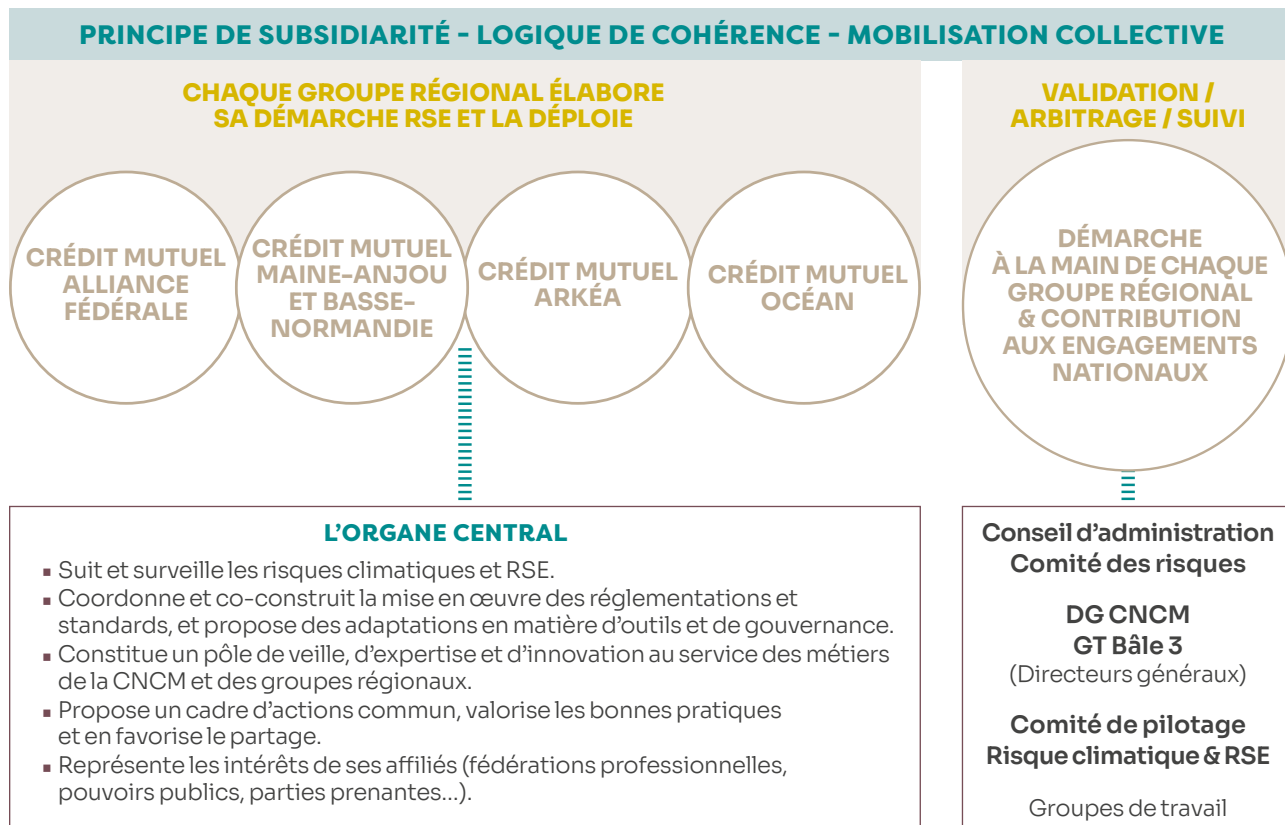 PRINCIPE DE SUBSIDIARITÉ - LOGIQUE DE COHÉRENCE - MOBILISATION COLLECTIVE
CHAQUE GROUPE RÉGIONAL ÉLABORE
SA DÉMARCHE RSE ET LA DÉPLOIE
CRÉDIT MUTUEL
ALLIANCE
FÉDÉRALE
CRÉDIT MUTUEL
MAINE-ANJOU
ET BASSE-
NORMANDIE
CRÉDIT MUTUEL
ARKÉA
CRÉDIT MUTUEL
OCÉAN
L'ORGANE CENTRAL
▪ Suit et surveille les risques climatiques et RSE.
▪ Coordonne et co-construit la mise en œuvre des réglementations et
standards, et propose des adaptations en matière d'outils et de gouvernance.
▪ Constitue un pôle de veille, d'expertise et d'innovation au service des métiers
de la CNCM et des groupes régionaux.
▪ Propose un cadre d'actions commun, valorise les bonnes pratiques
et en favorise le partage.
▪ Représente les intérêts de ses affiliés (fédérations professionnelles,
pouvoirs publics, parties prenantes...).
VALIDATION /
ARBITRAGE / SUIVI
DÉMARCHE
À LA MAIN DE CHAQUE
GROUPE RÉGIONAL
& CONTRIBUTION
AUX ENGAGEMENTS
NATIONAUX
Conseil d'administration
Comité des risques
DG CNCM
GT Bâle 3
(Directeurs généraux)
Comité de pilotage
Risque climatique & RSE
Groupes de travail